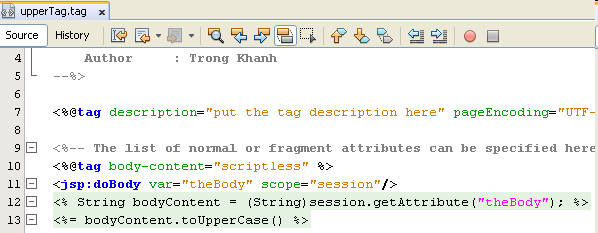 upperTag.tag
Source History
4 Author : Trong Khanh
5 --%>
6
7 <%@tag description="put the tag description here" pageEncoding="UTF-
8
9 <%-- The list of normal or fragment attributes can be specified here
10 <%@tag body-content="scriptless" %>
11 <jsp:doBody var="theBody" scope="session"/>
12 <% String bodyContent = (String)session.getAttribute("theBody"); %>
13 <%= bodyContent.toUpperCase() %>